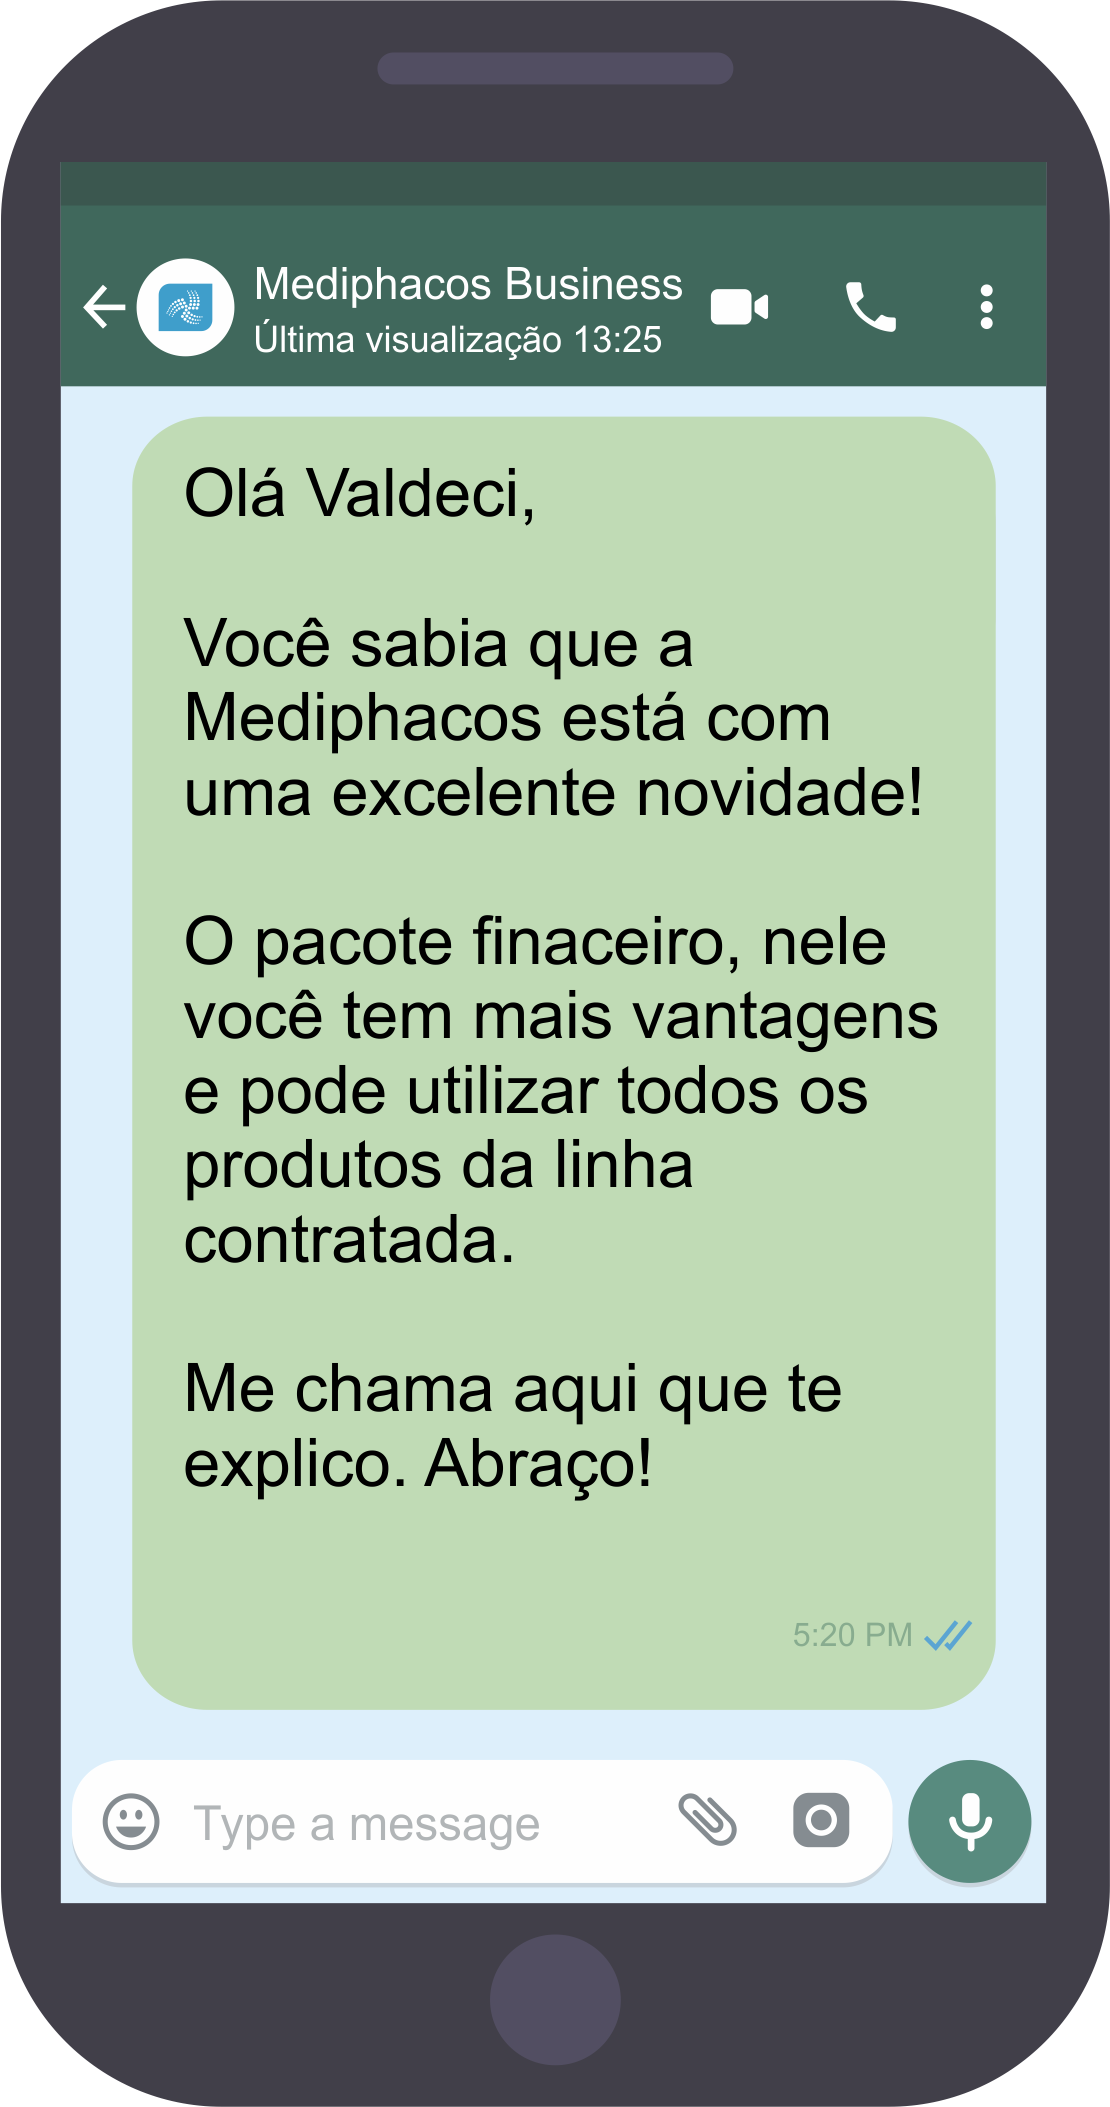 Mediphacos Business
Última visualização 13:25
Olá Valdeci,
Você sabia que a
Mediphacos está com
uma excelente novidade!
O pacote finaceiro, nele
você tem mais vantagens
e pode utilizar todos os
produtos da linha
contratada.
Me chama aqui que te
explico. Abraço!
5:20 PM
Type a message